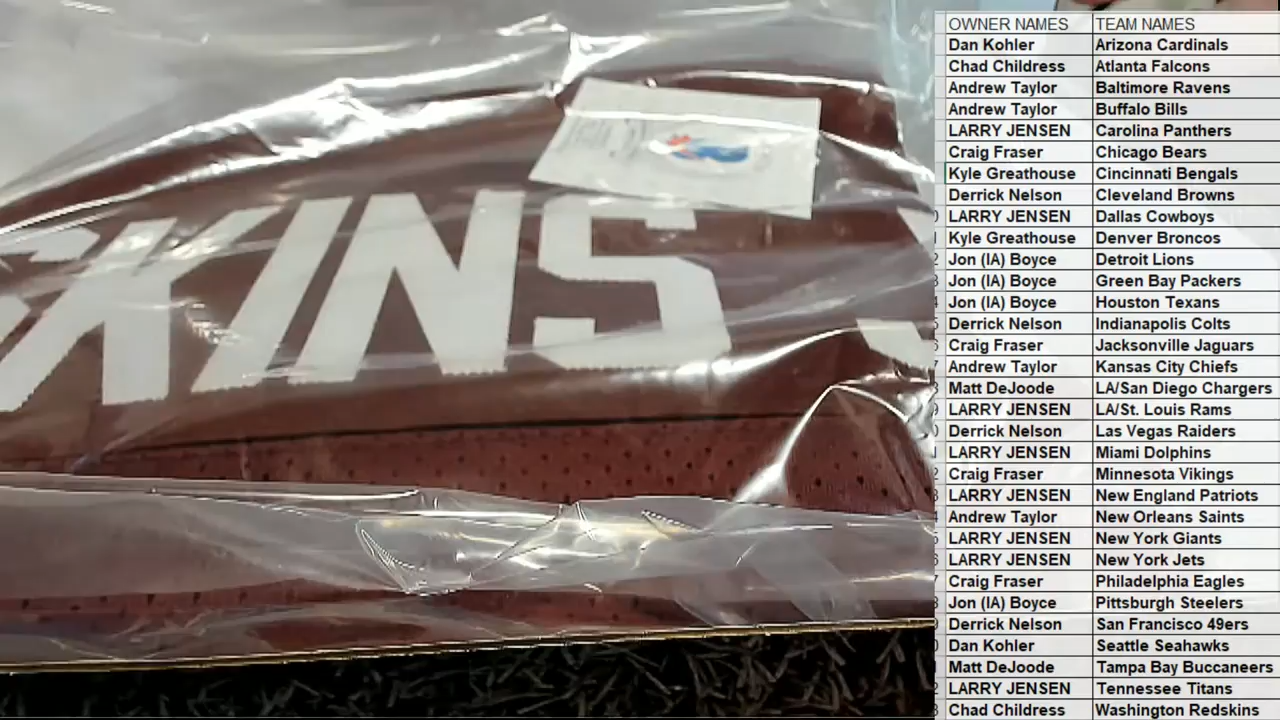 KINS
OWNER NAMES TEAM NAMES
Dan Kohler Arizona Cardinals
Chad Childress Atlanta Falcons
Andrew Taylor Baltimore Ravens
Andrew Taylor Buffalo Bills
LARRY JENSEN Carolina Panthers
Craig Fraser Chicago Bears
Kyle Greathouse Cincinnati Bengals
Derrick Nelson Cleveland Browns
LARRY JENSEN Dallas Cowboys
Kyle Greathouse Denver Broncos
Jon (IA) Boyce Detroit Lions
Jon (IA) Boyce Green Bay Packers
Jon (IA) Boyce Houston Texans
Derrick Nelson Indianapolis Colts
Craig Fraser Jacksonville Jaguars
Andrew Taylor Kansas City Chiefs
Matt DeJoode LA/San Diego Chargers
LARRY JENSEN LA/St. Louis Rams
Derrick Nelson Las Vegas Raiders
LARRY JENSEN Miami Dolphins
Craig Fraser Minnesota Vikings
LARRY JENSEN New England Patriots
Andrew Taylor New Orleans Saints
LARRY JENSEN New York Giants
LARRY JENSEN New York Jets
Craig Fraser Philadelphia Eagles
Jon (IA) Boyce Pittsburgh Steelers
Derrick Nelson San Francisco 49ers
Dan Kohler Seattle Seahawks
Matt DeJoode Tampa Bay Buccaneers
LARRY JENSEN Tennessee Titans
Chad Childress Washington Redskins